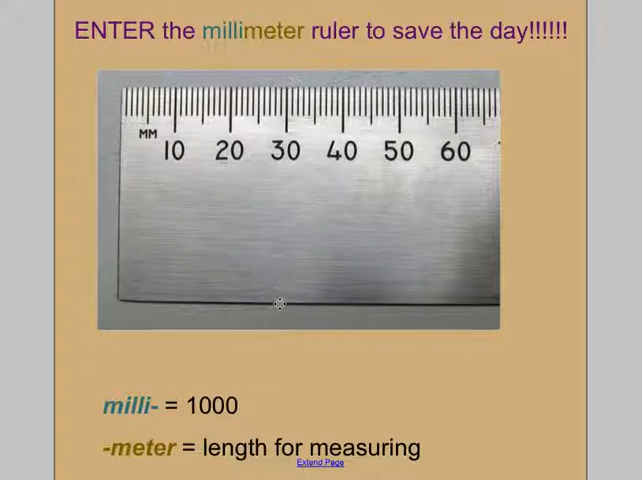 ENTER the millimeter ruler to save the day!!!!!!
MM
10 20 30 40 50 60
milli- = 1000
-meter = length for measuring
Extend Page